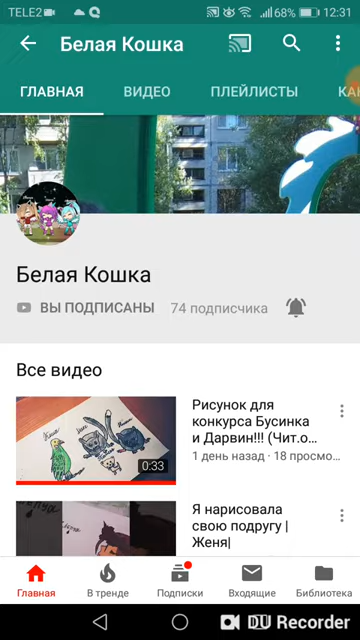 TELE2 68% 12:31
Белая Кошка
ГЛАВНАЯ ВИДЕО ПЛЕЙЛИСТЫ КА
Белая Кошка
ВЫ ПОДПИСАНЫ 74 подписчика
Все видео
Рисунок для
конкурса Бусинка
и Дарвин!!! (Чит.о...
1 день назад · 18 просмо...
0:33
Я нарисовала
свою подругу |
Женя|
Главная В тренде Подписки Входящие Библиотека
DU Recorder